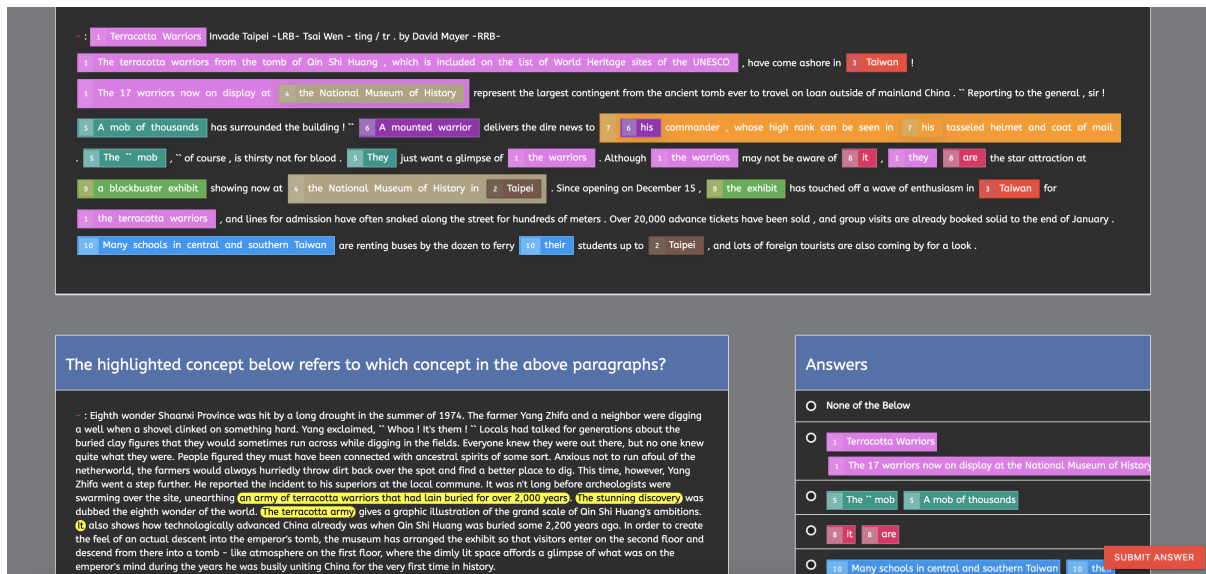 - : 1 Terracotta Warriors Invade Taipei -LRB- Tsai Wen - ting / tr . by David Mayer -RRB-
1 The terracotta warriors from the tomb of Qin Shi Huang , which is included on the list of World Heritage sites of the UNESCO , have come ashore in 3 Taiwan !
1 The 17 warriors now on display at 4 the National Museum of History represent the largest contingent from the ancient tomb ever to travel on loan outside of mainland China . `` Reporting to the general , sir !
5 A mob of thousands has surrounded the building ! `` 6 A mounted warrior delivers the dire news to 7 6 his commander , whose high rank can be seen in 7 his tasseled helmet and coat of mail
. 5 The `` mob , `` of course , is thirsty not for blood . 5 They just want a glimpse of 1 the warriors . Although 1 the warriors may not be aware of 8 it , 1 they 8 are the star attraction at
9 a blockbuster exhibit showing now at 4 the National Museum of History in 2 Taipei . Since opening on December 15 , 9 the exhibit has touched off a wave of enthusiasm in 3 Taiwan for
1 the terracotta warriors , and lines for admission have often snaked along the street for hundreds of meters . Over 20,000 advance tickets have been sold , and group visits are already booked solid to the end of January .
10 Many schools in central and southern Taiwan are renting buses by the dozen to ferry 10 their students up to 2 Taipei , and lots of foreign tourists are also coming by for a look .
The highlighted concept below refers to which concept in the above paragraphs?
- : Eighth wonder Shaanxi Province was hit by a long drought in the summer of 1974. The farmer Yang Zhifa and a neighbor were digging
a well when a shovel clinked on something hard. Yang exclaimed, `` Whoa ! It's them ! `` Locals had talked for generations about the
buried clay figures that they would sometimes run across while digging in the fields. Everyone knew they were out there, but no one knew
quite what they were. People figured they must have been connected with ancestral spirits of some sort. Anxious not to run afoul of the
netherworld, the farmers would always hurriedly throw dirt back over the spot and find a better place to dig. This time, however, Yang
Zhifa went a step further. He reported the incident to his superiors at the local commune. It was n't long before archeologists were
swarming over the site, unearthing an army of terracotta warriors that had lain buried for over 2,000 years. The stunning discovery was
dubbed the eighth wonder of the world. The terracotta army gives a graphic illustration of the grand scale of Qin Shi Huang's ambitions.
It also shows how technologically advanced China already was when Qin Shi Huang was buried some 2,200 years ago. In order to create
the feel of an actual descent into the emperor's tomb, the museum has arranged the exhibit so that visitors enter on the second floor and
descend from there into a tomb - like atmosphere on the first floor, where the dimly lit space affords a glimpse of what was on the
emperor's mind during the years he was busily uniting China for the very first time in history.
Answers
None of the Below
1 Terracotta Warriors
1 The 17 warriors now on display at the National Museum of History
5 The `` mob 5 A mob of thousands
8 it 8 are
10 Many schools in central and southern Taiwan 10
SUBMIT ANSWER